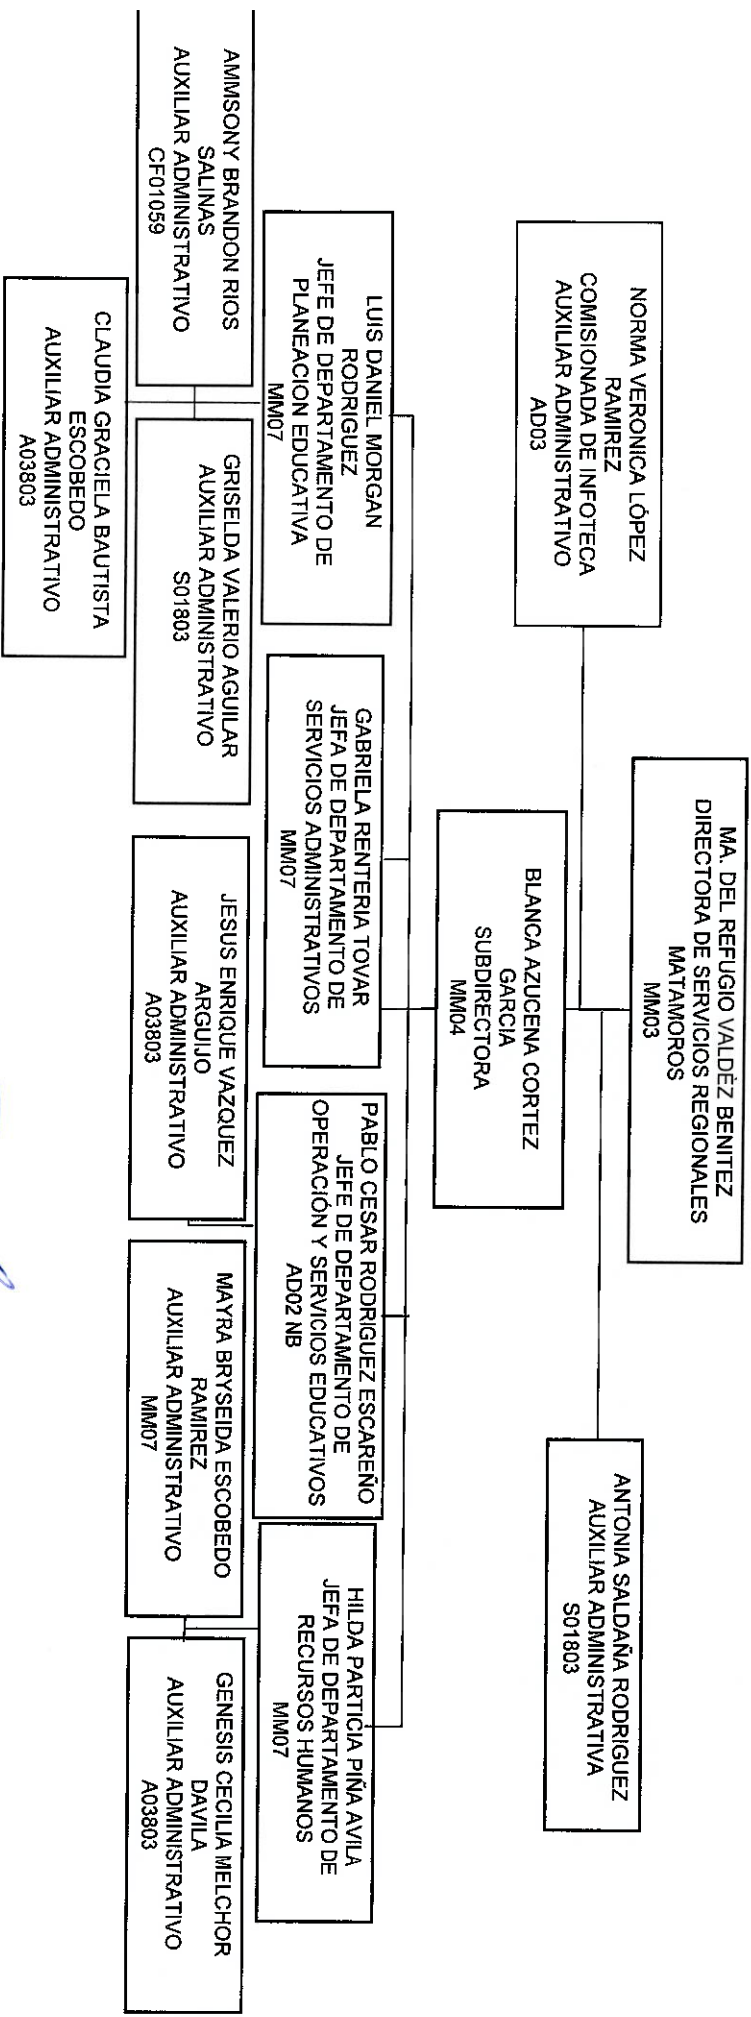 MA. DEL REFUGIO VALDÈZ BENITEZ
DIRECTORA DE SERVICIOS REGIONALES
MATAMOROS
MM03
NORMA VERONICA LÓPEZ
RAMIREZ
COMISIONADA DE INFOTECA
AUXILIAR ADMINISTRATIVO
AD03
ANTONIA SALDAÑA RODRIGUEZ
AUXILIAR ADMINISTRATIVA
S01803
BLANCA AZUCENA CORTEZ
GARCIA
SUBDIRECTORA
MM04
LUIS DANIEL MORGAN
RODRIGUEZ
JEFE DE DEPARTAMENTO DE
PLANEACION EDUCATIVA
MM07
GABRIELA RENTERIA TOVAR
JEFA DE DEPARTAMENTO DE
SERVICIOS ADMINISTRATIVOS
MM07
PABLO CESAR RODRIGUEZ ESCAREÑO
JEFE DE DEPARTAMENTO DE
OPERACIÓN Y SERVICIOS EDUCATIVOS
AD02 NB
HILDA PARTICIA PIÑA AVILA
JEFA DE DEPARTAMENTO DE
RECURSOS HUMANOS
MM07
AMMSONY BRANDON RIOS
SALINAS
AUXILIAR ADMINISTRATIVO
CF01059
GRISELDA VALERIO AGUILAR
AUXILIAR ADMINISTRATIVO
S01803
JESUS ENRIQUE VAZQUEZ
ARGUIJO
AUXILIAR ADMINISTRATIVO
A03803
MAYRA BRYSEIDA ESCOBEDO
RAMIREZ
AUXILIAR ADMINISTRATIVO
MM07
GENESIS CECILIA MELCHOR
DAVILA
AUXILIAR ADMINISTRATIVO
A03803
CLAUDIA GRACIELA BAUTISTA
ESCOBEDO
AUXILIAR ADMINISTRATIVO
A03803